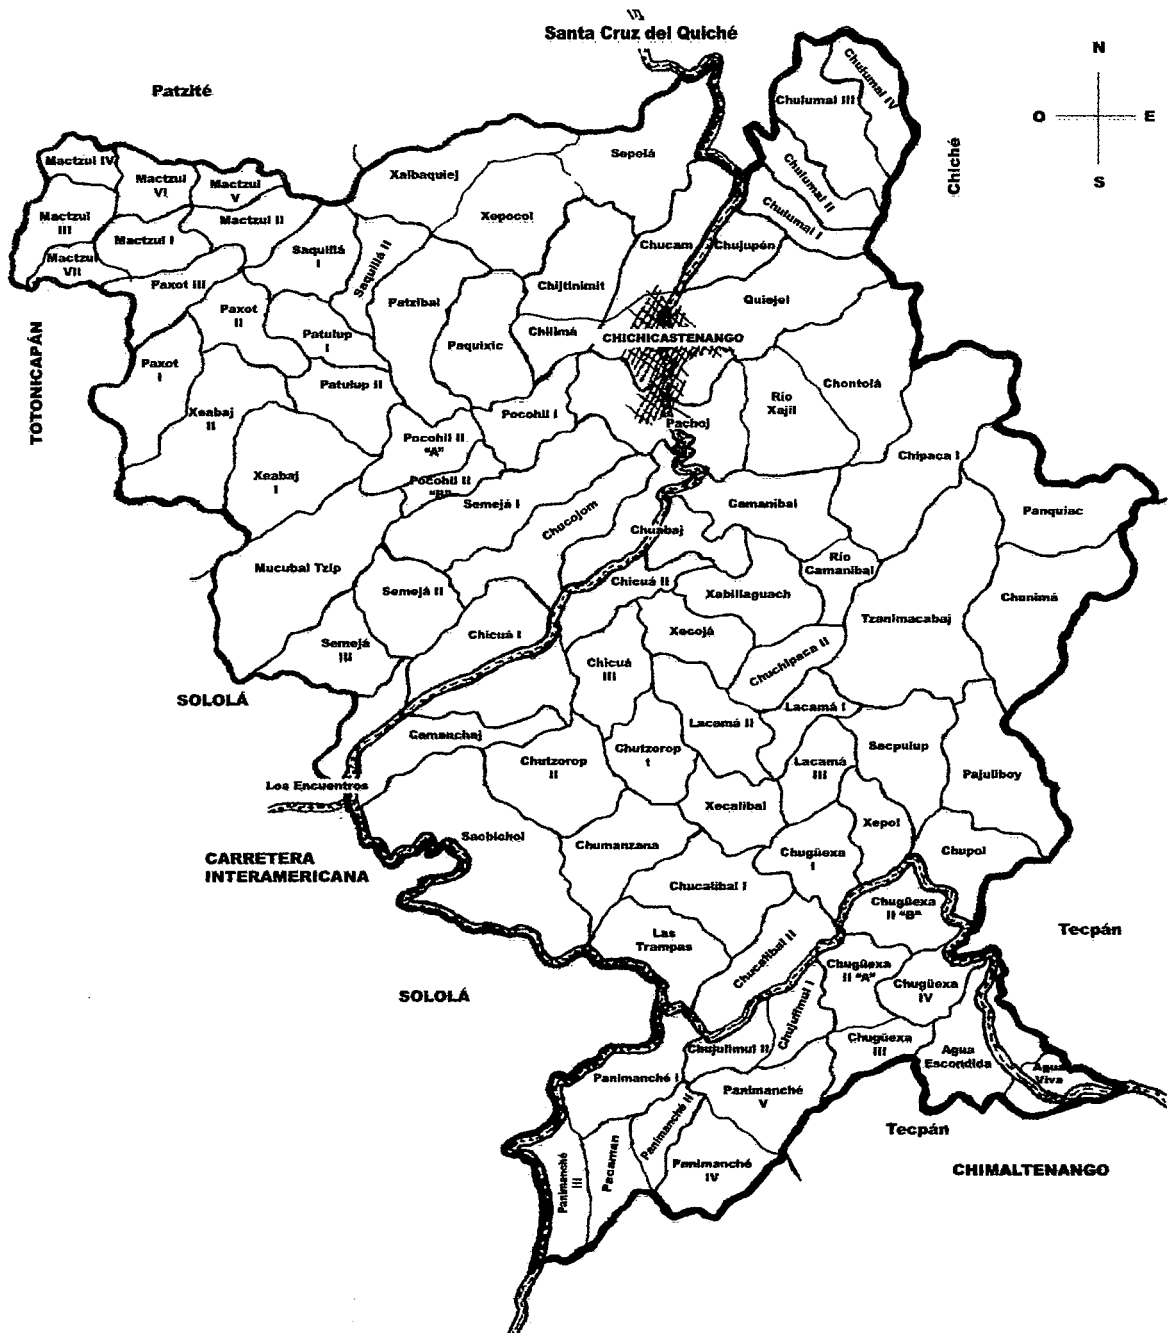 Santa Cruz del Quiché
N
O
E
S
Patzité
Chiché
Chulumal IV
Chulumal III
Chulumal II
Chulumal I
Sepolá
Xalbaquiej
Xepocol
Mactzul IV
Mactzul
VI
Mactzul
V
Mactzul
III
Mactzul II
Mactzul I
Mactzul
VII
Saquillá
I
Saquillá II
Paxot III
Paxot
II
Paxot
I
Patzibal
Chucam
Chujupén
Chijtinimit
Quiejel
Chilimá
CHICHICASTENANGO
Patulup
I
Patulup II
Paquixic
TOTONICAPÁN
Xeabaj
II
Xeabaj
I
Río
Xajil
Chontolá
Pocohil I
Pachoj
Pocohil II
"A"
Pocohil II
"B"
Chipaca I
Semejá I
Chucojom
Camanibal
Panquiac
Chuabaj
Mucubal Tzip
Semejá II
Chicuá II
Xabillaguach
Río
Camanibal
Chunimá
Tzanimacabaj
Semejá
III
Chicuá I
Xecojá
Chicuá
III
Chuchipaca II
SOLOLÁ
Lacamá I
Lacamá II
Camanchaj
Chutzorop
II
Chutzorop
I
Lacamá
III
Sacpulup
Pajuliboy
Los Encuentros
Xecalibal
Xepol
Sacbichol
Chumanzana
Chugüexa
I
Chupol
CARRETERA
INTERAMERICANA
Chucalibal I
Chugüexa
II "B"
Las
Trampas
Chucalibal II
Tecpán
Chugüexa
II "A"
Chugüexa
IV
SOLOLÁ
Chujulimul I
Chujulimul II
Chugüexa
III
Agua
Escondida
Agua
Viva
Panimanché I
Panimanché
V
Panimanché II
Tecpán
Panimanché
III
Pacaman
Panimanché
IV
CHIMALTENANGO